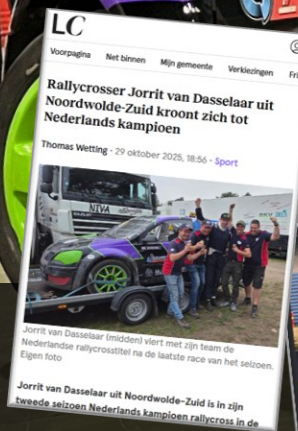 LC
Voorpagina Net binnen Mijn gemeente Verkiezingen
Rallycrosser Jorrit van Dasselaar uit
Noordwolde-Zuid kroont zich tot
Nederlands kampioen
Thomas Wetting - 29 oktober 2025, 18:56 - Sport
NTVA
Jorrit van Dasselaar (midden) viert met zijn team de
Nederlandse rallycrosstitel na de laatste race van het seizoen.
Eigen foto
Jorrit van Dasselaar uit Noordwolde-Zuid is in zijn
tweede seizoen Nederlands kampioen rallycross in de